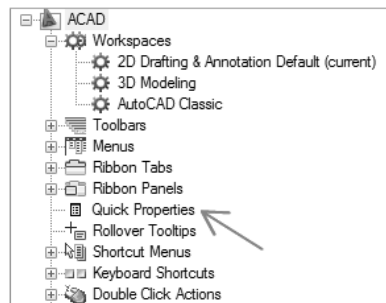 ACAD
Workspaces
2D Drafting & Annotation Default (current)
3D Modeling
AutoCAD Classic
Toolbars
Menus
Ribbon Tabs
Ribbon Panels
Quick Properties
Rollover Tooltips
Shortcut Menus
Keyboard Shortcuts
Double Click Actions